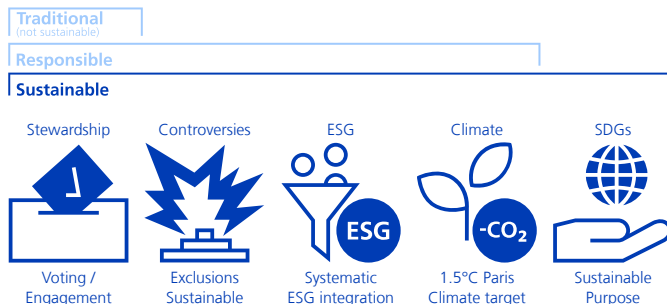 Traditional
(not sustainable)
Responsible
Sustainable
Stewardship
Controversies
ESG
Climate
SDGs
ESG
-CO₂
Voting /
Engagement
Exclusions
Sustainable
Systematic
ESG integration
1.5°C Paris
Climate target
Sustainable
Purpose